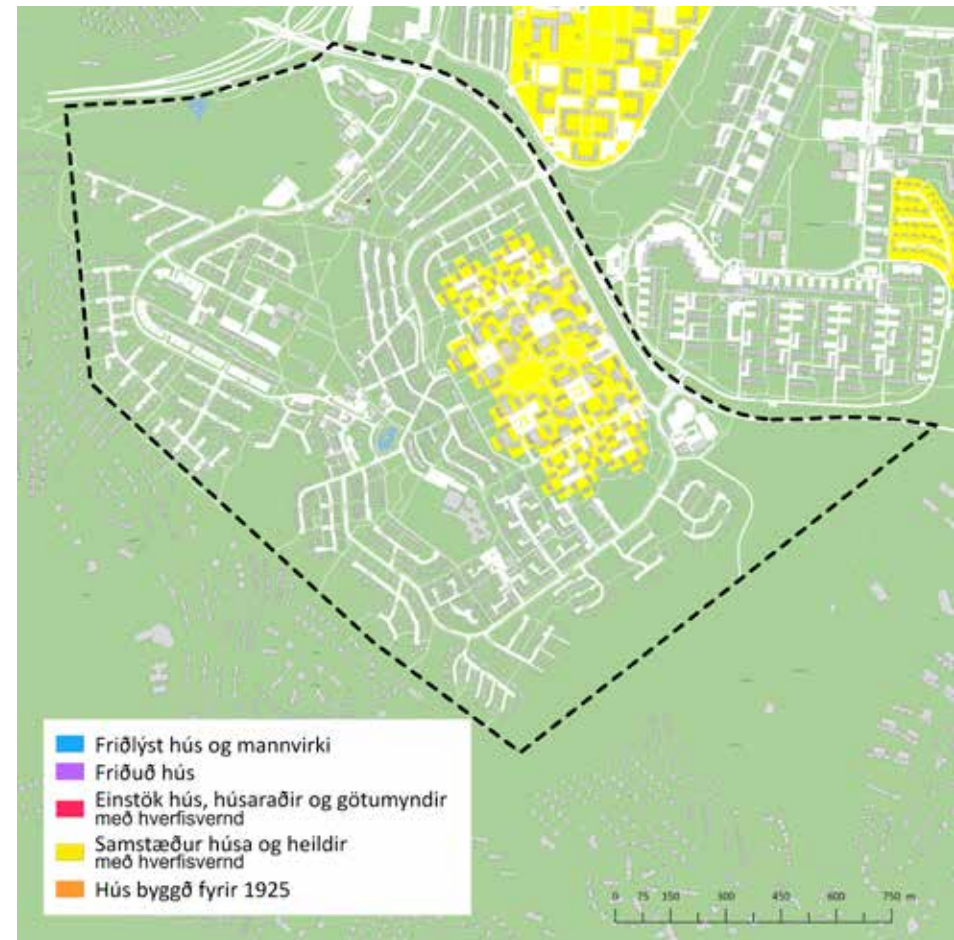 Friðlýst hús og mannvirki
Friðuð hús
Einstök hús, húsaraðir og götumyndir
með hverfisvernd
Samstæður húsa og heildir
með hverfisvernd
Hús byggð fyrir 1925
0 75 150 300 450 600 750 m